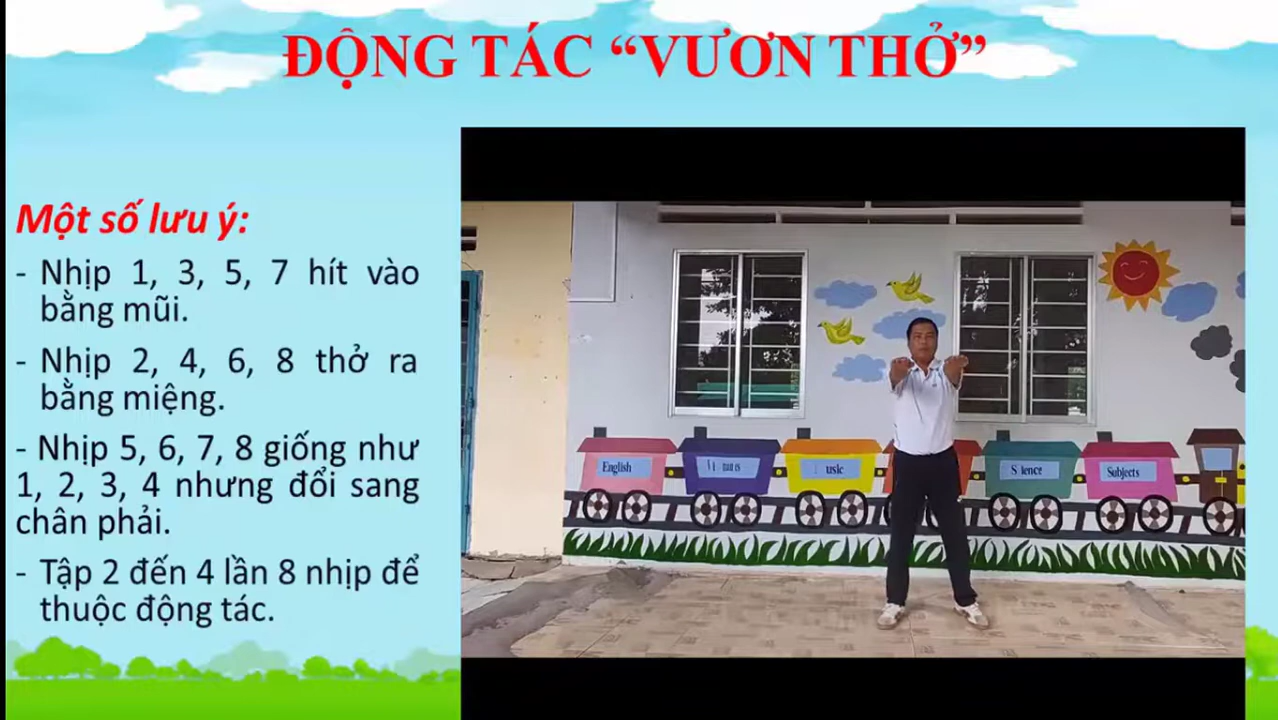 ĐỘNG TÁC “VƯƠN THỞ”
Một số lưu ý:
- Nhịp 1, 3, 5, 7 hít vào
bằng mũi.
- Nhịp 2, 4, 6, 8 thở ra
bằng miệng.
- Nhịp 5, 6, 7, 8 giống như
1, 2, 3, 4 nhưng đổi sang
chân phải.
- Tập 2 đến 4 lần 8 nhịp để
thuộc động tác.
English
usic
S ience
Subjects